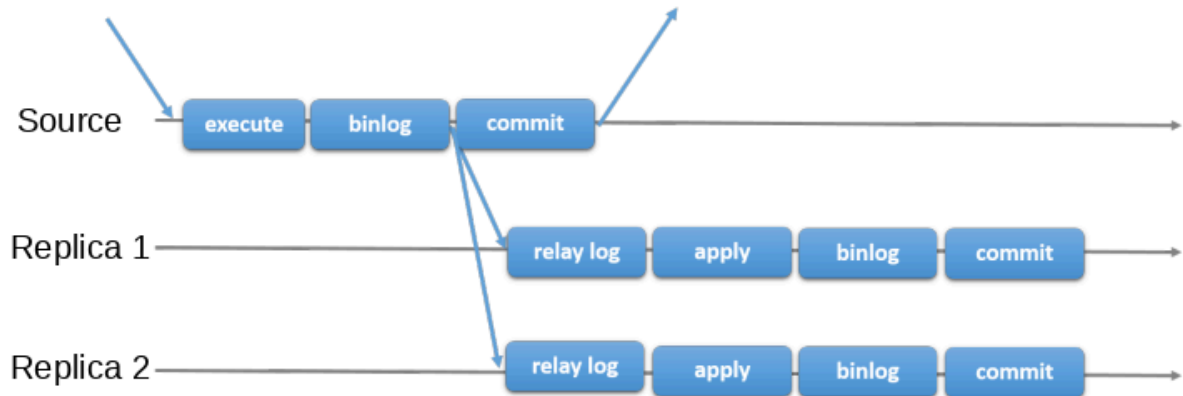 Source execute binlog commit
Replica 1 relay log apply binlog commit
Replica 2 relay log apply binlog commit